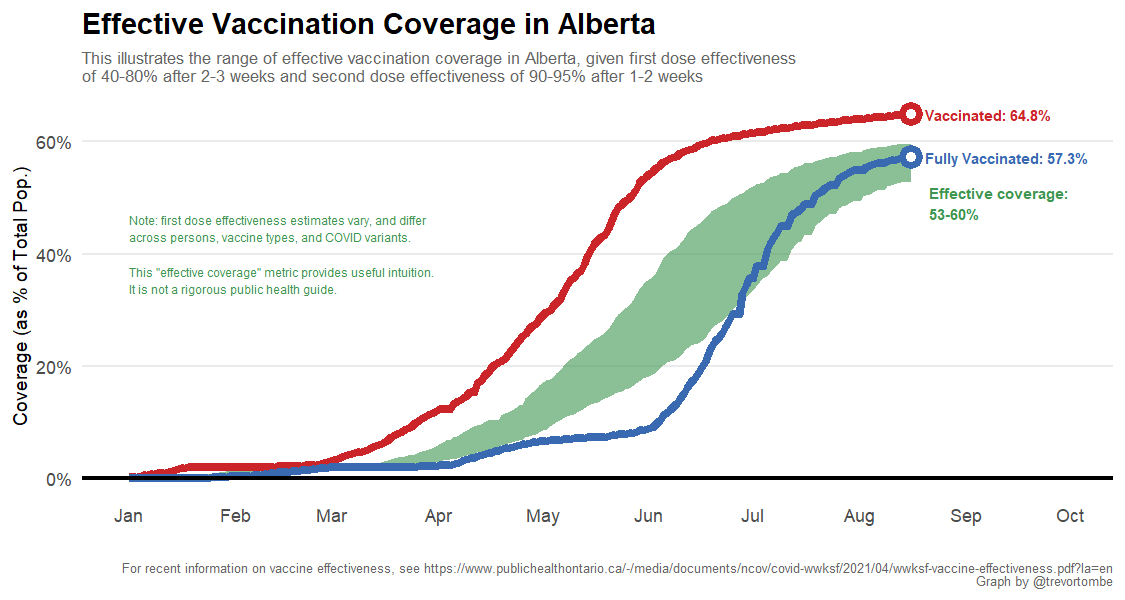 Effective Vaccination Coverage in Alberta
This illustrates the range of effective vaccination coverage in Alberta, given first dose effectiveness
of 40-80% after 2-3 weeks and second dose effectiveness of 90-95% after 1-2 weeks
Coverage (as % of Total Pop.)
60%
40%
20%
0%
Vaccinated: 64.8%
Fully Vaccinated: 57.3%
Effective coverage:
53-60%
Note: first dose effectiveness estimates vary, and differ
across persons, vaccine types, and COVID variants.
This "effective coverage" metric provides useful intuition.
It is not a rigorous public health guide.
Jan Feb Mar Apr May Jun Jul Aug Sep Oct
For recent information on vaccine effectiveness, see https://www.publichealthontario.ca/-/media/documents/ncov/covid-wwksf/2021/04/wwksf-vaccine-effectiveness.pdf?la=en
Graph by @trevortombe